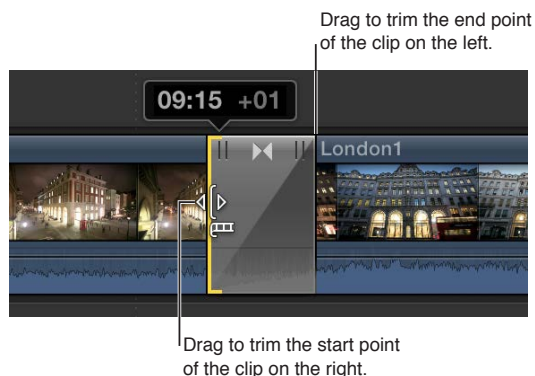 Drag to trim the end point
of the clip on the left.
09:15 +01
London1
Drag to trim the start point
of the clip on the right.